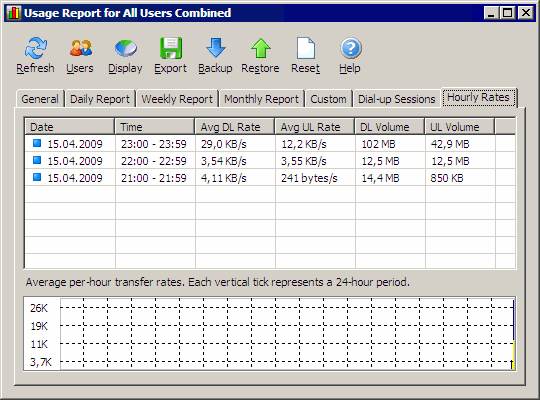 Usage Report for All Users Combined
Refresh Users Display Export Backup Restore Reset Help
General Daily Report Weekly Report Monthly Report Custom Dial-up Sessions Hourly Rates
Date Time Avg DL Rate Avg UL Rate DL Volume UL Volume
15.04.2009 23:00 - 23:59 29,0 KB/s 12,2 KB/s 102 MB 42,9 MB
15.04.2009 22:00 - 22:59 3,54 KB/s 3,55 KB/s 12,5 MB 12,5 MB
15.04.2009 21:00 - 21:59 4,11 KB/s 241 bytes/s 14,4 MB 850 KB
Average per-hour transfer rates. Each vertical tick represents a 24-hour period.
26K
19K
11K
3,7K